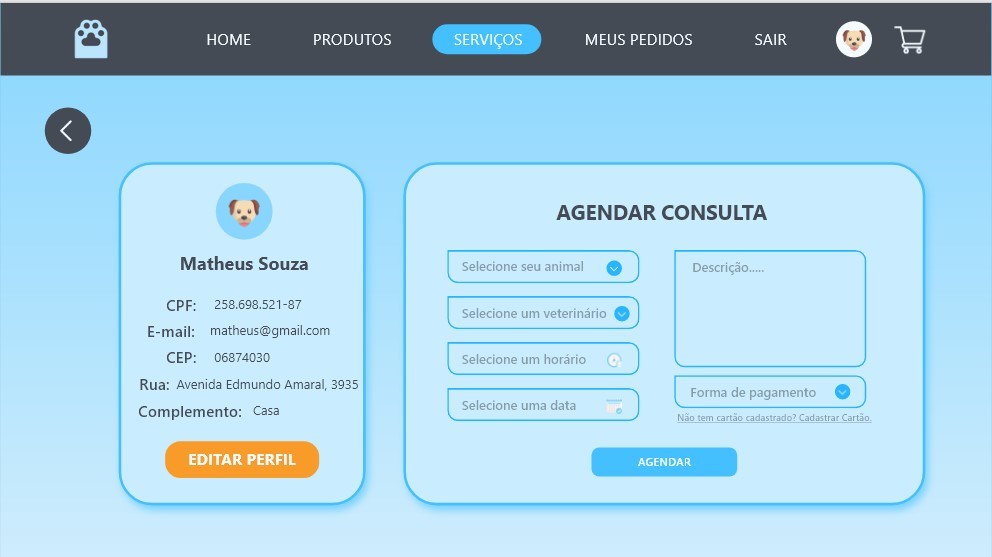 HOME PRODUTOS SERVIÇOS MEUS PEDIDOS SAIR
Matheus Souza
CPF: 258.698.521-87
E-mail: matheus@gmail.com
CEP: 06874030
Rua: Avenida Edmundo Amaral, 3935
Complemento: Casa
EDITAR PERFIL
AGENDAR CONSULTA
Selecione seu animal
Selecione um veterinário
Selecione um horário
Selecione uma data
Descrição.....
Forma de pagamento
Não tem cartão cadastrado? Cadastrar Cartão.
AGENDAR